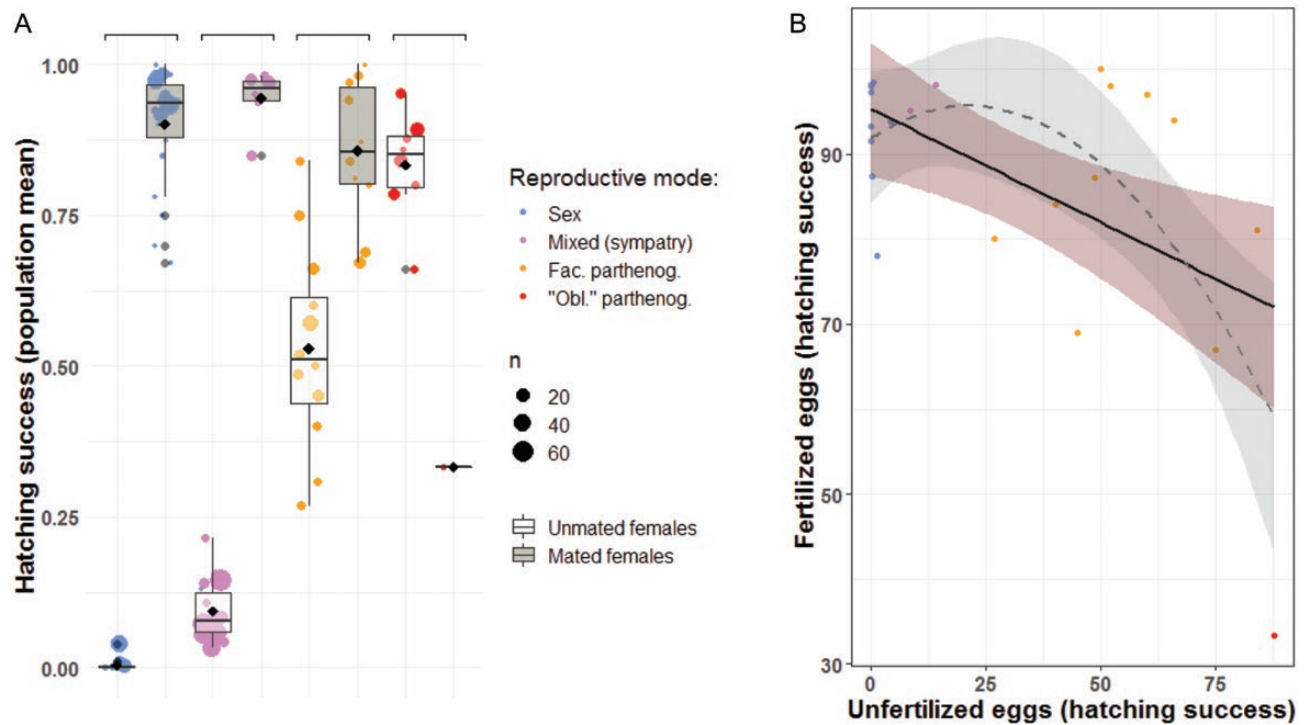 A
Hatching success (population mean)
1.00
0.75
0.50
0.25
0.00
Reproductive mode:
Sex
Mixed (sympatry)
Fac. parthenog.
"Obl." parthenog.
n
20
40
60
Unmated females
Mated females
B
Fertilized eggs (hatching success)
90
70
50
30
0
25
50
75
Unfertilized eggs (hatching success)